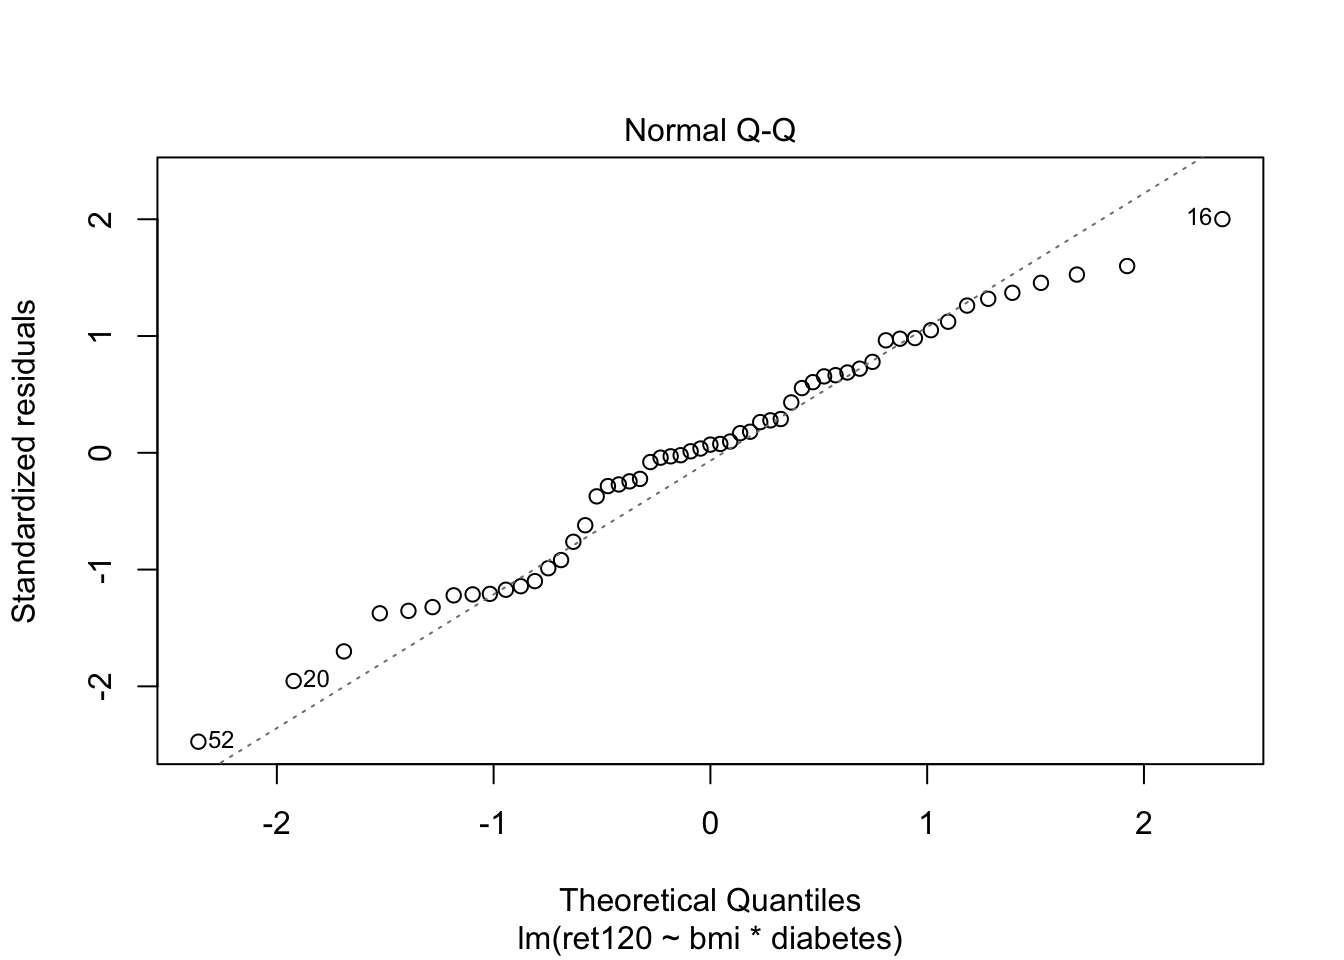 Normal Q-Q
Standardized residuals
2
1
0
-1
-2
16
20
52
-2 -1 0 1 2
Theoretical Quantiles
lm(ret120 ~ bmi * diabetes)